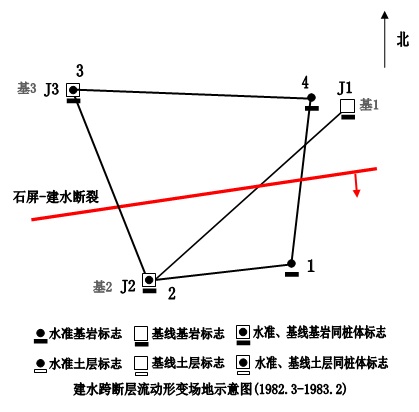 北
3
4
基3 J3
J1
基1
石屏-建水断裂
1
基2 J2
2
水准基岩标志 基线基岩标志 水准、基线基岩同桩体标志
水准土层标志 基线土层标志 水准、基线土层同桩体标志
建水跨断层流动形变场地示意图(1982.3-1983.2)